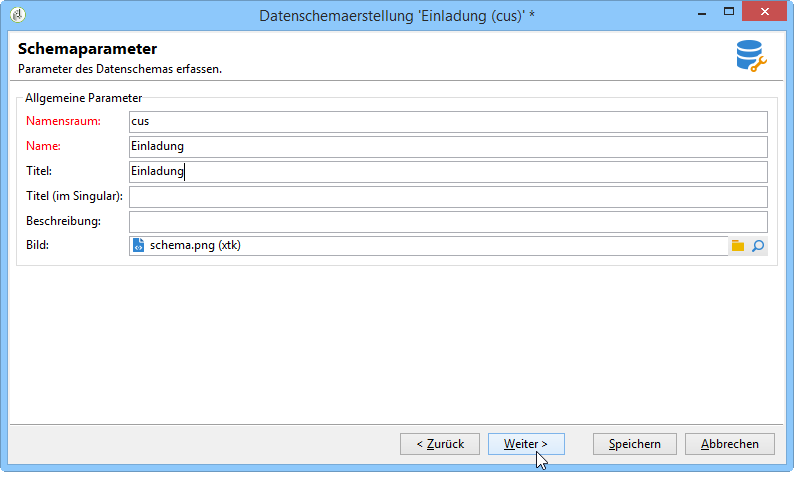 Datenschemaerstellung 'Einladung (cus)' *
Schemaparameter
Parameter des Datenschemas erfassen.
Allgemeine Parameter
Namensraum: cus
Name: Einladung
Titel: Einladung
Titel (im Singular):
Beschreibung:
Bild: schema.png (xtk)
< Zurück Weiter > Speichern Abbrechen